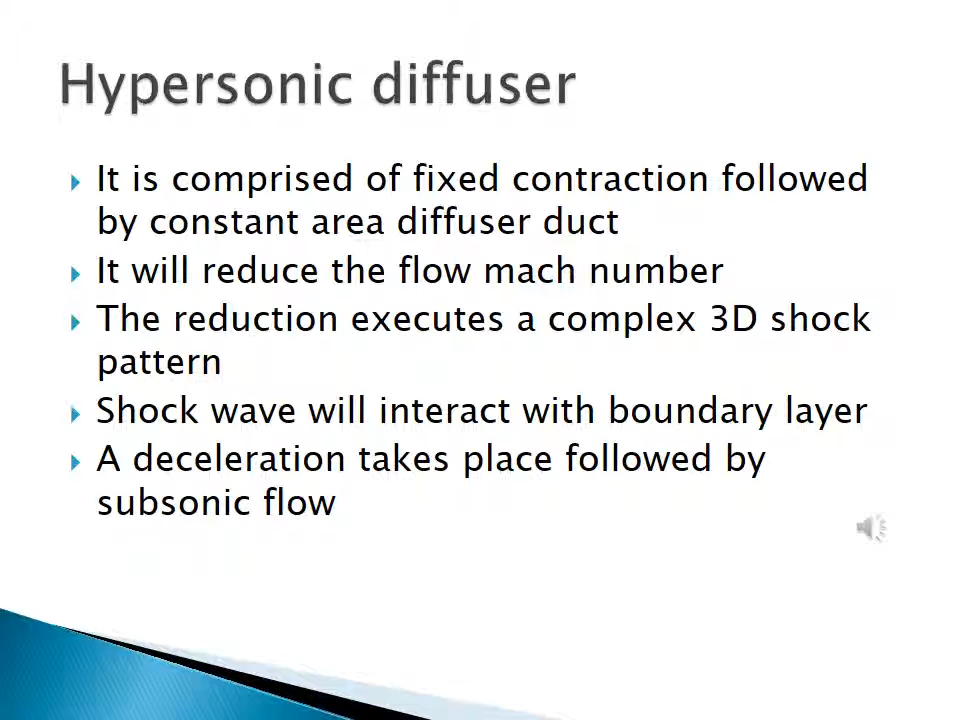 Hypersonic diffuser
It is comprised of fixed contraction followed
by constant area diffuser duct
It will reduce the flow mach number
The reduction executes a complex 3D shock
pattern
Shock wave will interact with boundary layer
A deceleration takes place followed by
subsonic flow